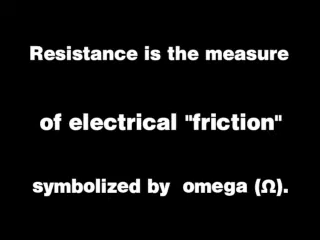 Resistance is the measure
of electrical "friction"
symbolized by omega (Ω).